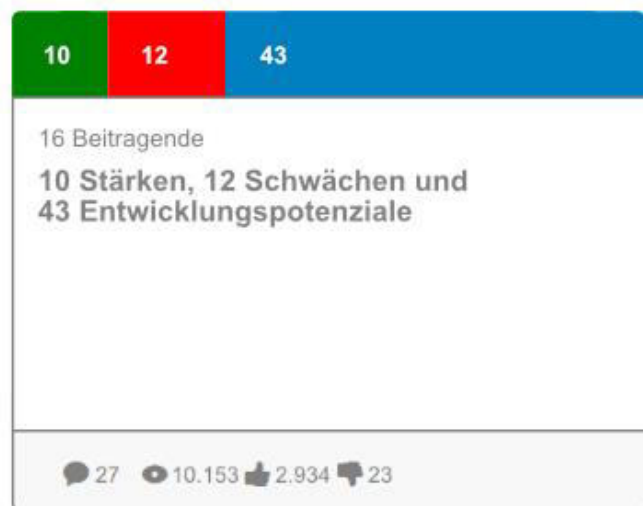 10 12 43
16 Beitragende
10 Stärken, 12 Schwächen und
43 Entwicklungspotenziale
27 10.153 2.934 23